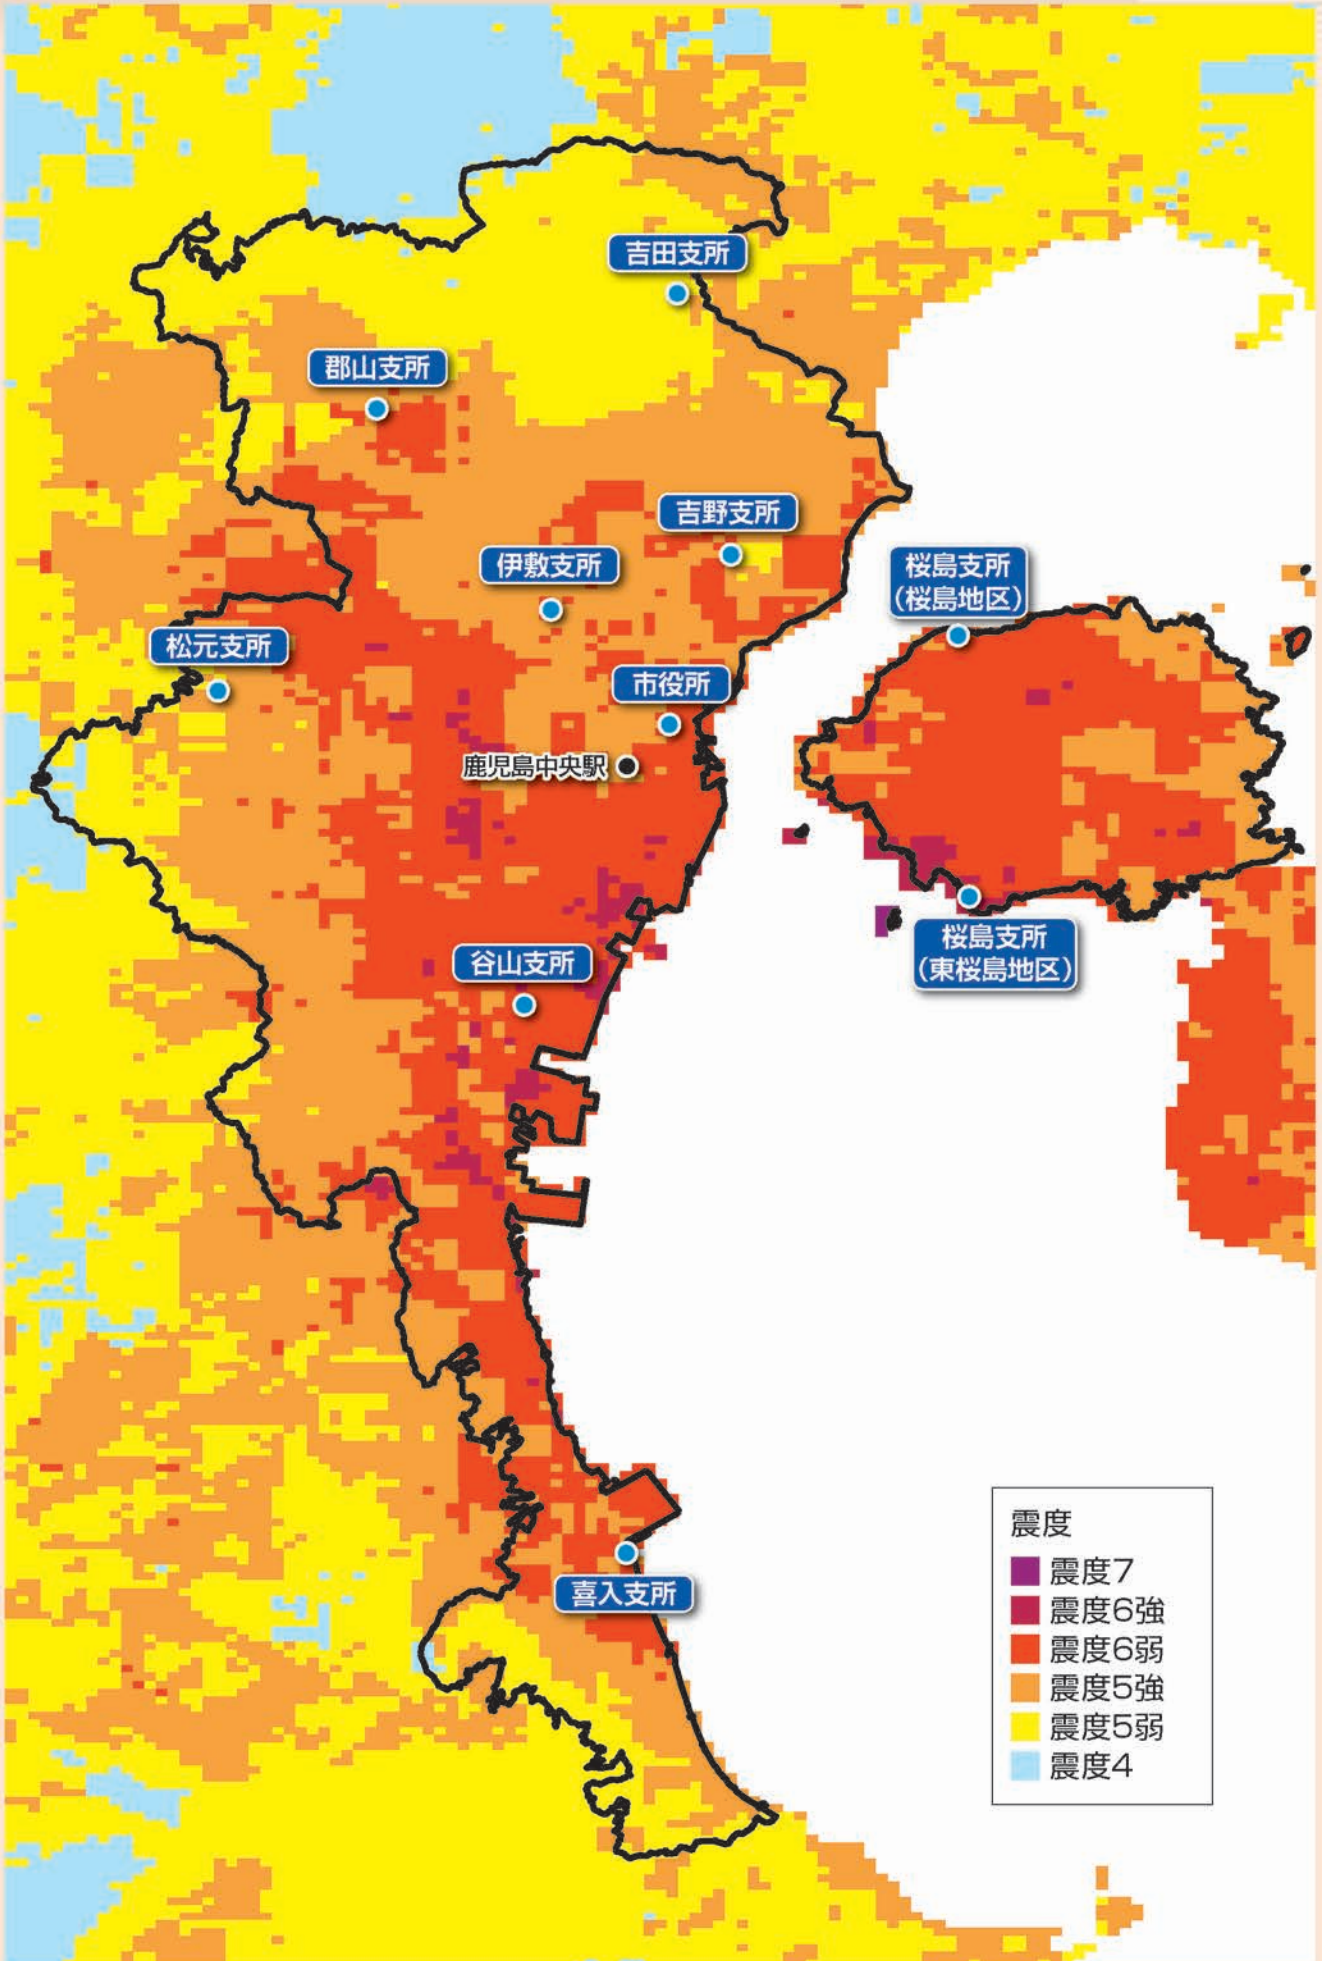 吉田支所
郡山支所
吉野支所
伊敷支所
桜島支所
(桜島地区)
松元支所
市役所
鹿児島中央駅
桜島支所
(東桜島地区)
谷山支所
喜入支所
震度
震度7
震度6強
震度6弱
震度5強
震度5弱
震度4